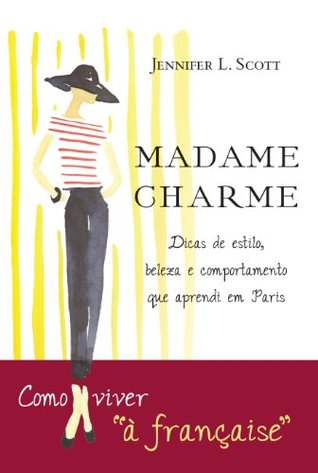 JENNIFER L. SCOTT
MADAME
CHARME
Dicas de estilo,
beleza e comportamento
que aprendi em Paris
Como viver
"à française"